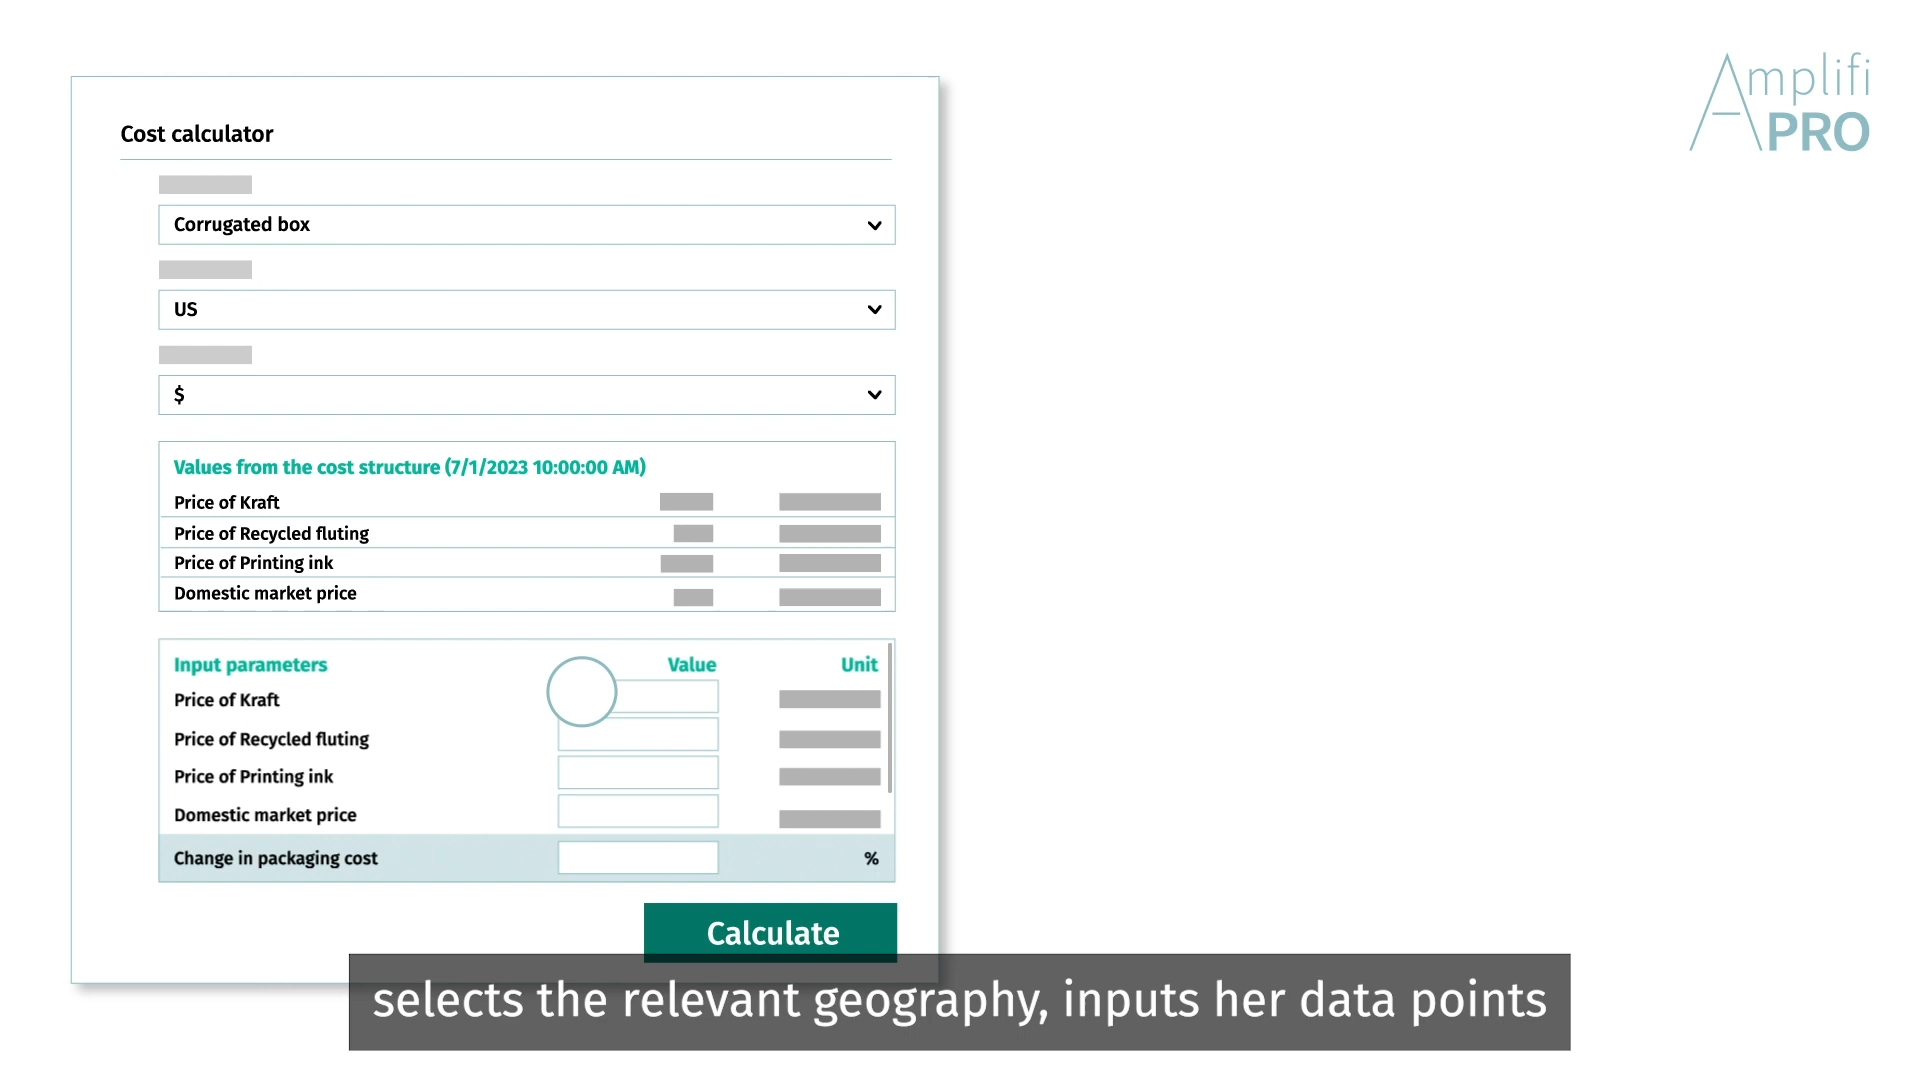 Amplifi
PRO
Cost calculator
Corrugated box
US
$
Values from the cost structure (7/1/2023 10:00:00 AM)
Price of Kraft
Price of Recycled fluting
Price of Printing ink
Domestic market price
Input parameters Value Unit
Price of Kraft
Price of Recycled fluting
Price of Printing ink
Domestic market price
Change in packaging cost %
Calculate
selects the relevant geography, inputs her data points